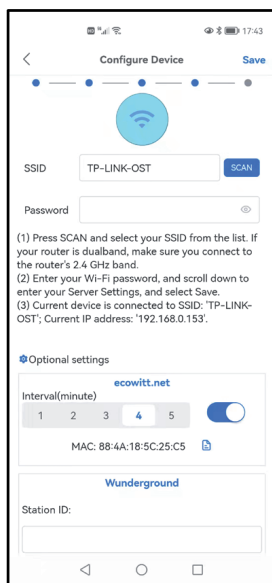 17:43
Configure Device
Save
SSID
TP-LINK-OST
SCAN
Password
(1) Press SCAN and select your SSID from the list. If
your router is dualband, make sure you connect to
the router's 2.4 GHz band.
(2) Enter your Wi-Fi password, and scroll down to
enter your Server Settings, and select Save.
(3) Current device is connected to SSID: 'TP-LINK-
OST'; Current IP address: '192.168.0.153'.
Optional settings
ecowitt.net
Interval(minute)
1 2 3 4 5
MAC: 88:4A:18:5C:25:C5
Wunderground
Station ID: